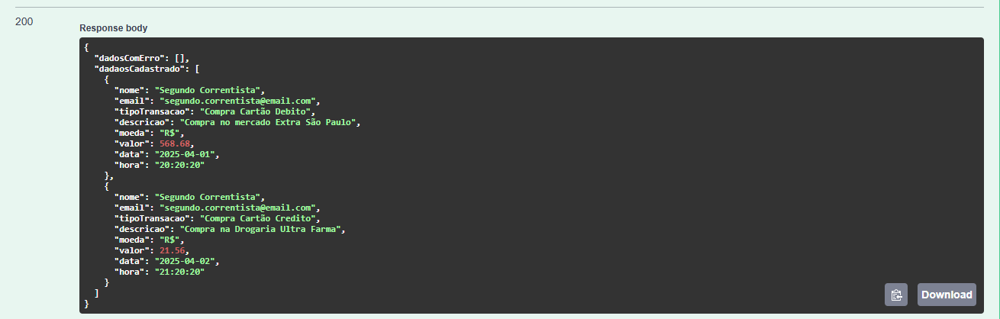 200
Response body
{
  "dadosComErro": [],
  "dadaosCadastrado": [
    {
      "nome": "Segundo Correntista",
      "email": "segundo.correntista@email.com",
      "tipoTransacao": "Compra Cartão Debito",
      "descricao": "Compra no mercado Extra São Paulo",
      "moeda": "R$",
      "valor": 568.68,
      "data": "2025-04-01",
      "hora": "20:20:20"
    },
    {
      "nome": "Segundo Correntista",
      "email": "segundo.correntista@email.com",
      "tipoTransacao": "Compra Cartão Credito",
      "descricao": "Compra na Drogaria Ultra Farma",
      "moeda": "R$",
      "valor": 21.56,
      "data": "2025-04-02",
      "hora": "21:20:20"
    }
  ]
}
Download